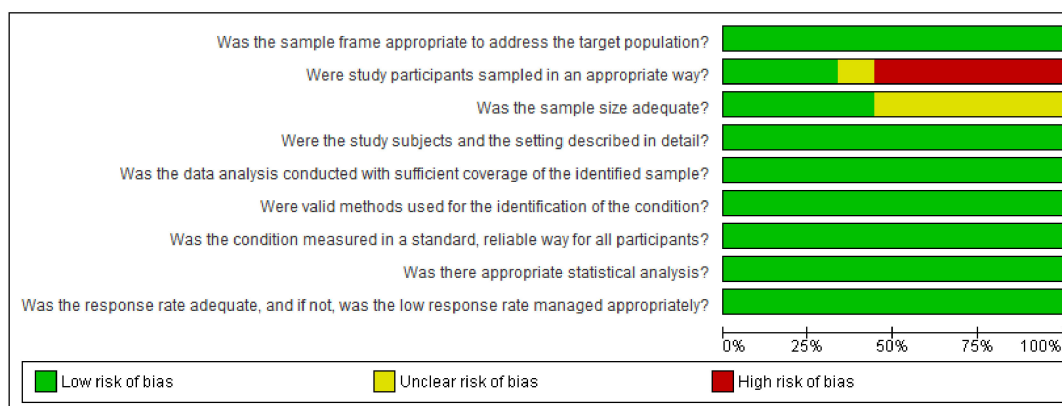 Was the sample frame appropriate to address the target population?
Were study participants sampled in an appropriate way?
Was the sample size adequate?
Were the study subjects and the setting described in detail?
Was the data analysis conducted with sufficient coverage of the identified sample?
Were valid methods used for the identification of the condition?
Was the condition measured in a standard, reliable way for all participants?
Was there appropriate statistical analysis?
Was the response rate adequate, and if not, was the low response rate managed appropriately?
0% 25% 50% 75% 100%
Low risk of bias Unclear risk of bias High risk of bias